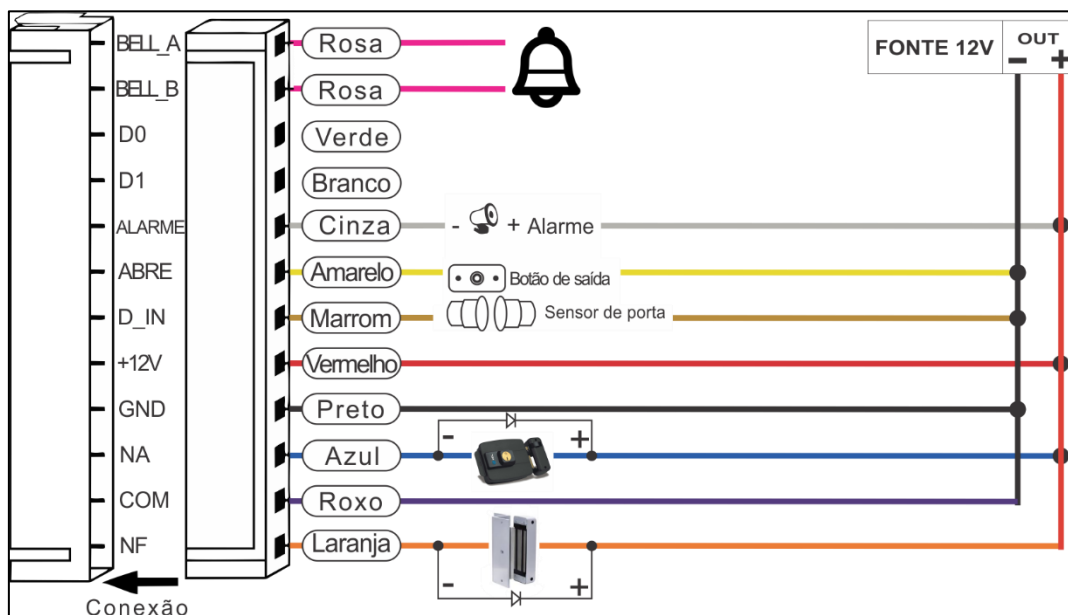 BELL_A
Rosa
FONTE 12V
OUT
- +
BELL_B
Rosa
D0
Verde
D1
Branco
ALARME
Cinza
- + Alarme
ABRE
Amarelo
Botão de saída
D_IN
Marrom
Sensor de porta
+12V
Vermelho
GND
Preto
- +
NA
Azul
COM
Roxo
NF
Laranja
- +
Conexão